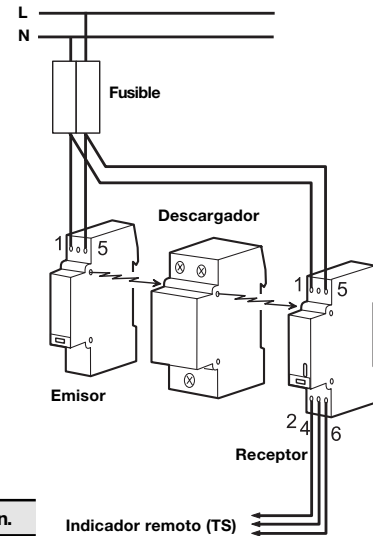 L
N
Fusible
Descargador
1 5
1 5
Emisor
2 4 6
Receptor
n.
Indicador remoto (TS)